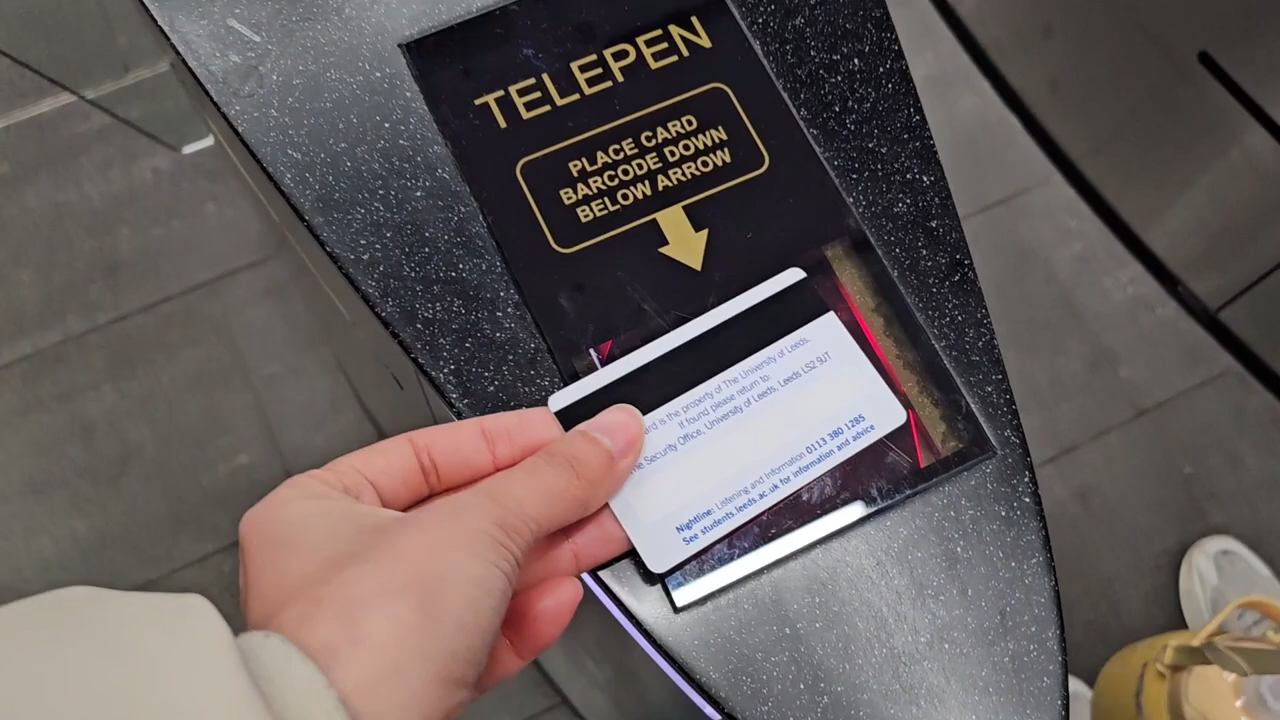 TELEPEN
PLACE CARD
BARCODE DOWN
BELOW ARROW
card is the property of The University of Leeds.
If found please return to:
The Security Office, University of Leeds, Leeds LS2 9JT
Nightline: Listening and Information 0113 380 1285
See students.leeds.ac.uk for information and advice